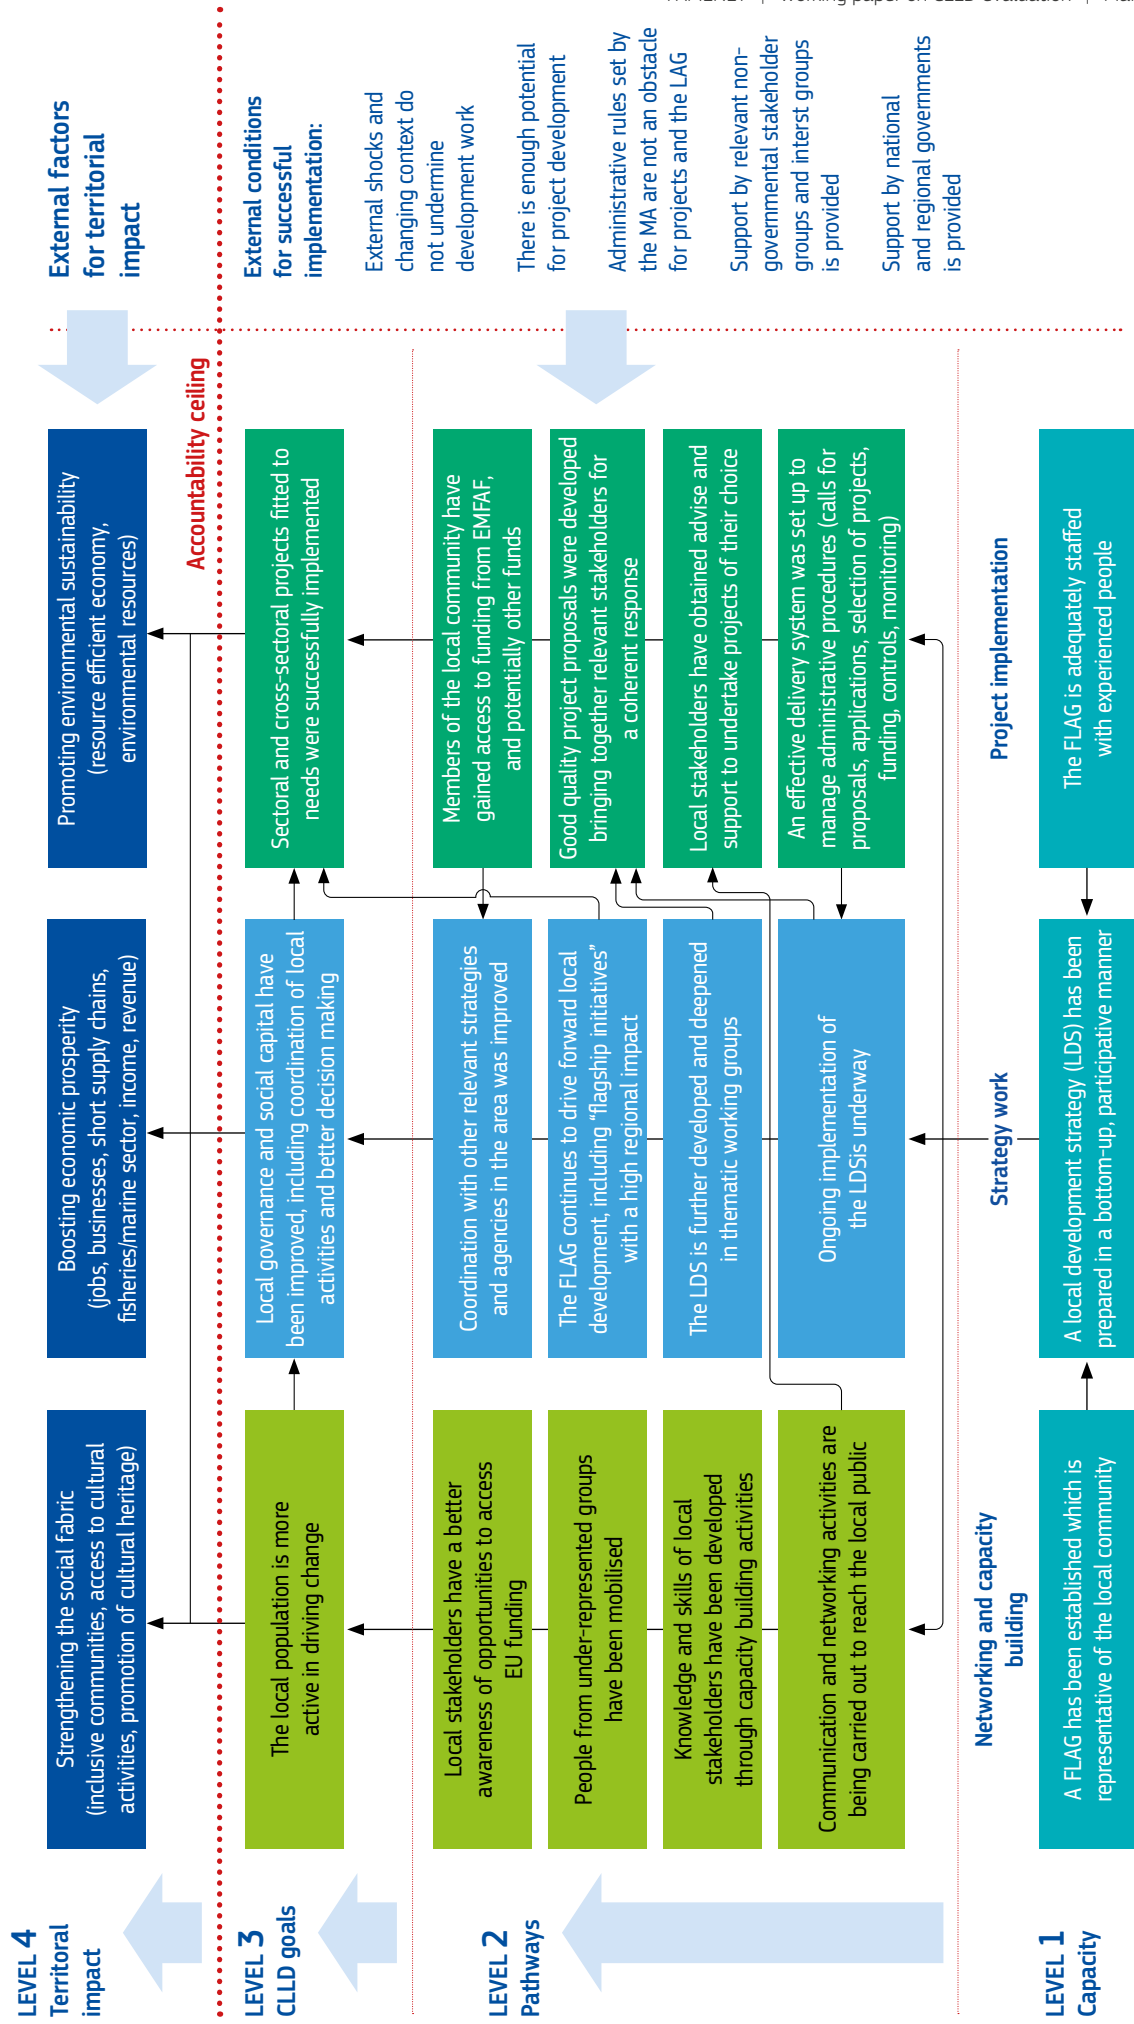 FAMENET | Working paper on CLLD Evaluation |
LEVEL 4
Territoral
impact
Strengthening the social fabric
(inclusive communities, access to cultural
activities, promotion of cultural heritage)
Boosting economic prosperity
(jobs, businesses, short supply chains,
fisheries/marine sector, income, revenue)
Promoting environmental sustainability
(resource efficient economy,
environmental resources)
External factors
for territorial
impact
Accountability ceiling
LEVEL 3
CLLD goals
The local population is more
active in driving change
Local governance and social capital have
been improved, including coordination of local
activities and better decision making
Sectoral and cross-sectoral projects fitted to
needs were successfully implemented
External conditions
for successful
implementation:
External shocks and
changing context do
not undermine
development work
There is enough potential
for project development
Administrative rules set by
the MA are not an obstacle
for projects and the LAG
Support by relevant non-
governmental stakeholder
groups and interst groups
is provided
Support by national
and regional governments
is provided
LEVEL 2
Pathways
Local stakeholders have a better
awareness of opportunities to access
EU funding
People from under-represented groups
have been mobilised
Knowledge and skills of local
stakeholders have been developed
through capacity building activities
Communication and networking activities are
being carried out to reach the local public
Coordination with other relevant strategies
and agencies in the area was improved
The FLAG continues to drive forward local
development, including “flagship initiatives”
with a high regional impact
The LDS is further developed and deepened
in thematic working groups
Ongoing implementation of
the LDSis underway
Members of the local community have
gained access to funding from EMFAF,
and potentially other funds
Good quality project proposals were developed
bringing together relevant stakeholders for
a coherent response
Local stakeholders have obtained advise and
support to undertake projects of their choice
An effective delivery system was set up to
manage administrative procedures (calls for
proposals, applications, selection of projects,
funding, controls, monitoring)
Networking and capacity
building
Strategy work
Project implementation
LEVEL 1
Capacity
A FLAG has been established which is
representative of the local community
A local development strategy (LDS) has been
prepared in a bottom-up, participative manner
The FLAG is adequately staffed
with experienced people